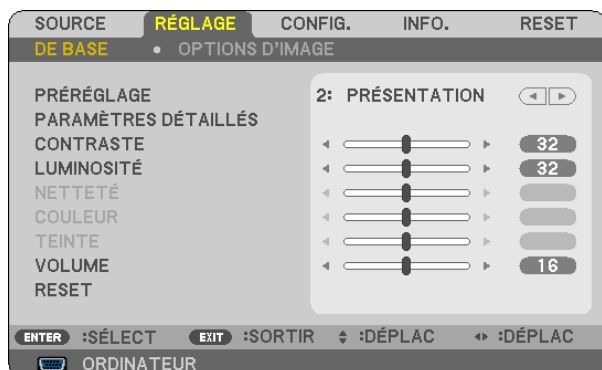 SOURCE RÉGLAGE CONFIG. INFO. RESET
DE BASE • OPTIONS D'IMAGE
PRÉRÉGLAGE 2: PRÉSENTATION
PARAMÈTRES DÉTAILLÉS
CONTRASTE 32
LUMINOSITÉ 32
NETTETÉ
COULEUR
TEINTE
VOLUME 16
RESET
ENTER :SÉLECT EXIT :SORTIR :DÉPLAC :DÉPLAC
ORDINATEUR